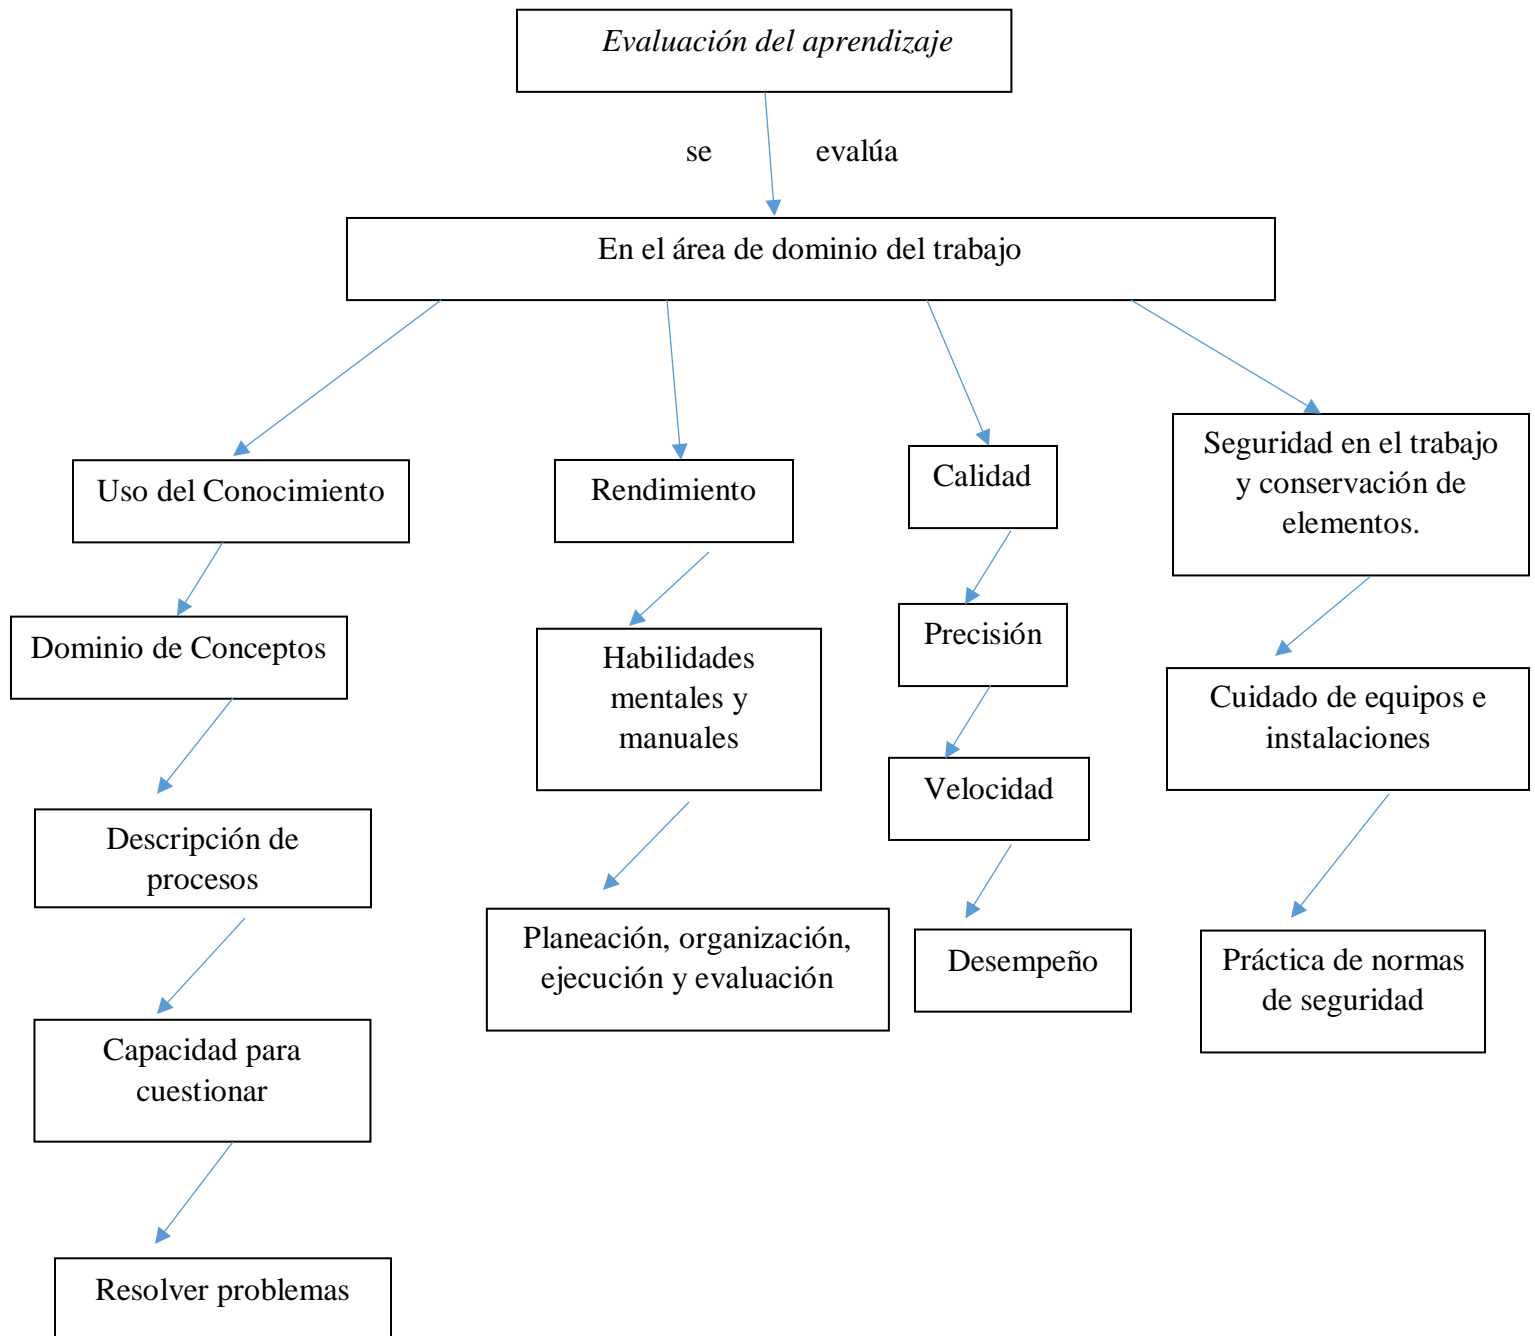 Evaluación del aprendizaje
se evalúa
En el área de dominio del trabajo
Uso del Conocimiento
Dominio de Conceptos
Descripción de
procesos
Capacidad para
cuestionar
Resolver problemas
Rendimiento
Habilidades
mentales y
manuales
Planeación, organización,
ejecución y evaluación
Calidad
Precisión
Velocidad
Desempeño
Seguridad en el trabajo
y conservación de
elementos.
Cuidado de equipos e
instalaciones
Práctica de normas
de seguridad